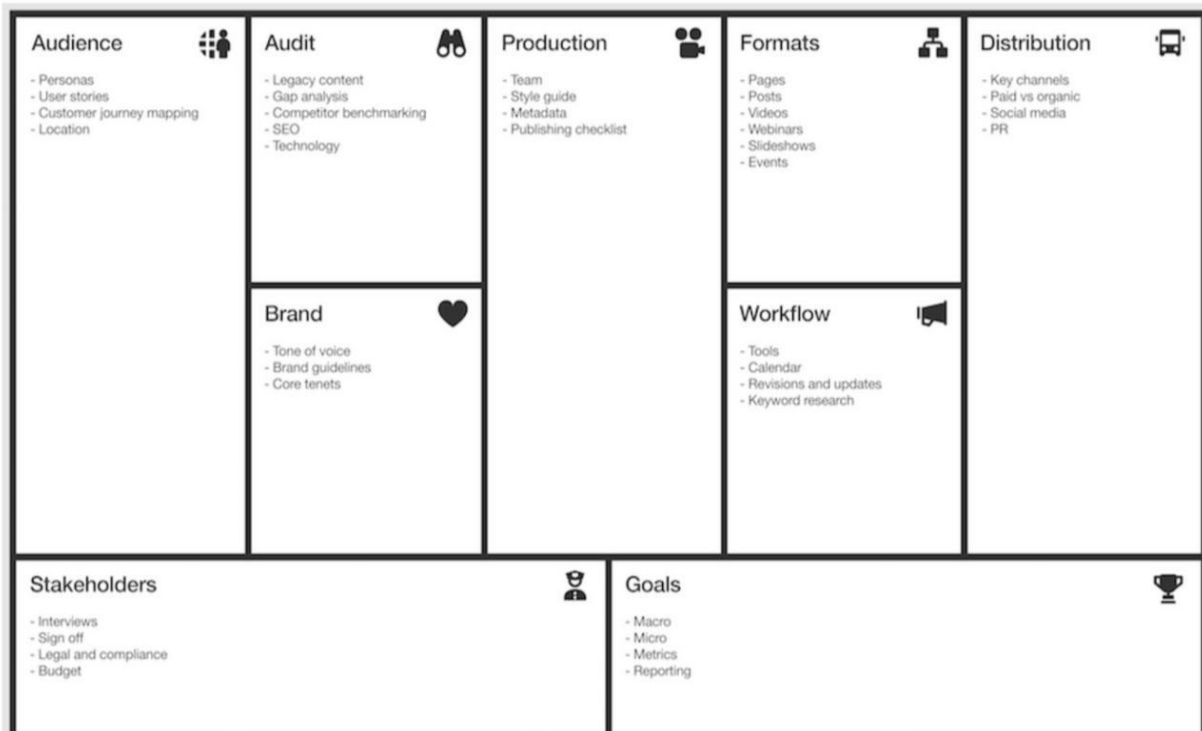 Audience
- Personas
- User stories
- Customer journey mapping
- Location
Audit
- Legacy content
- Gap analysis
- Competitor benchmarking
- SEO
- Technology
Brand
- Tone of voice
- Brand guidelines
- Core tenets
Production
- Team
- Style guide
- Metadata
- Publishing checklist
Formats
- Pages
- Posts
- Videos
- Webinars
- Slideshows
- Events
Workflow
- Tools
- Calendar
- Revisions and updates
- Keyword research
Distribution
- Key channels
- Paid vs organic
- Social media
- PR
Stakeholders
- Interviews
- Sign off
- Legal and compliance
- Budget
Goals
- Macro
- Micro
- Metrics
- Reporting